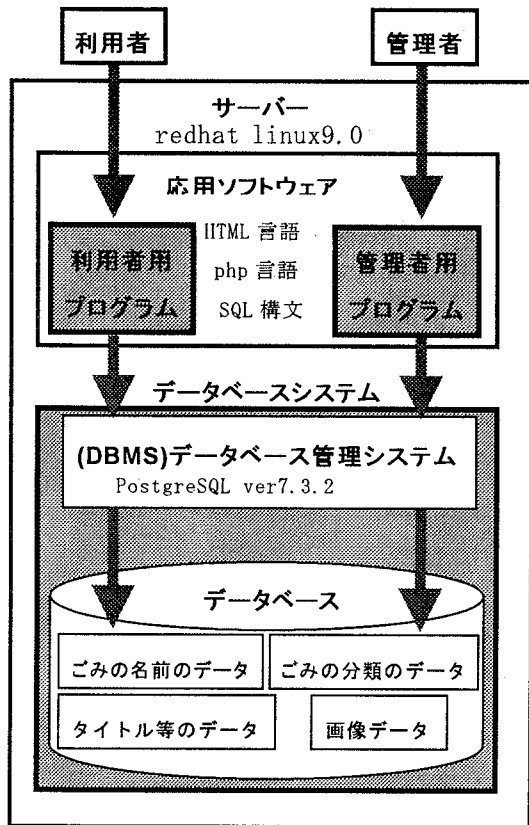 利用者
管理者
サーバー
redhat linux9.0
応用ソフトウェア
HTML 言語
php 言語
SQL 構文
利用者用
プログラム
管理者用
プログラム
データベースシステム
(DBMS)データベース管理システム
PostgreSQL ver7.3.2
データベース
ごみの名前のデータ
ごみの分類のデータ
タイトル等のデータ
画像データ